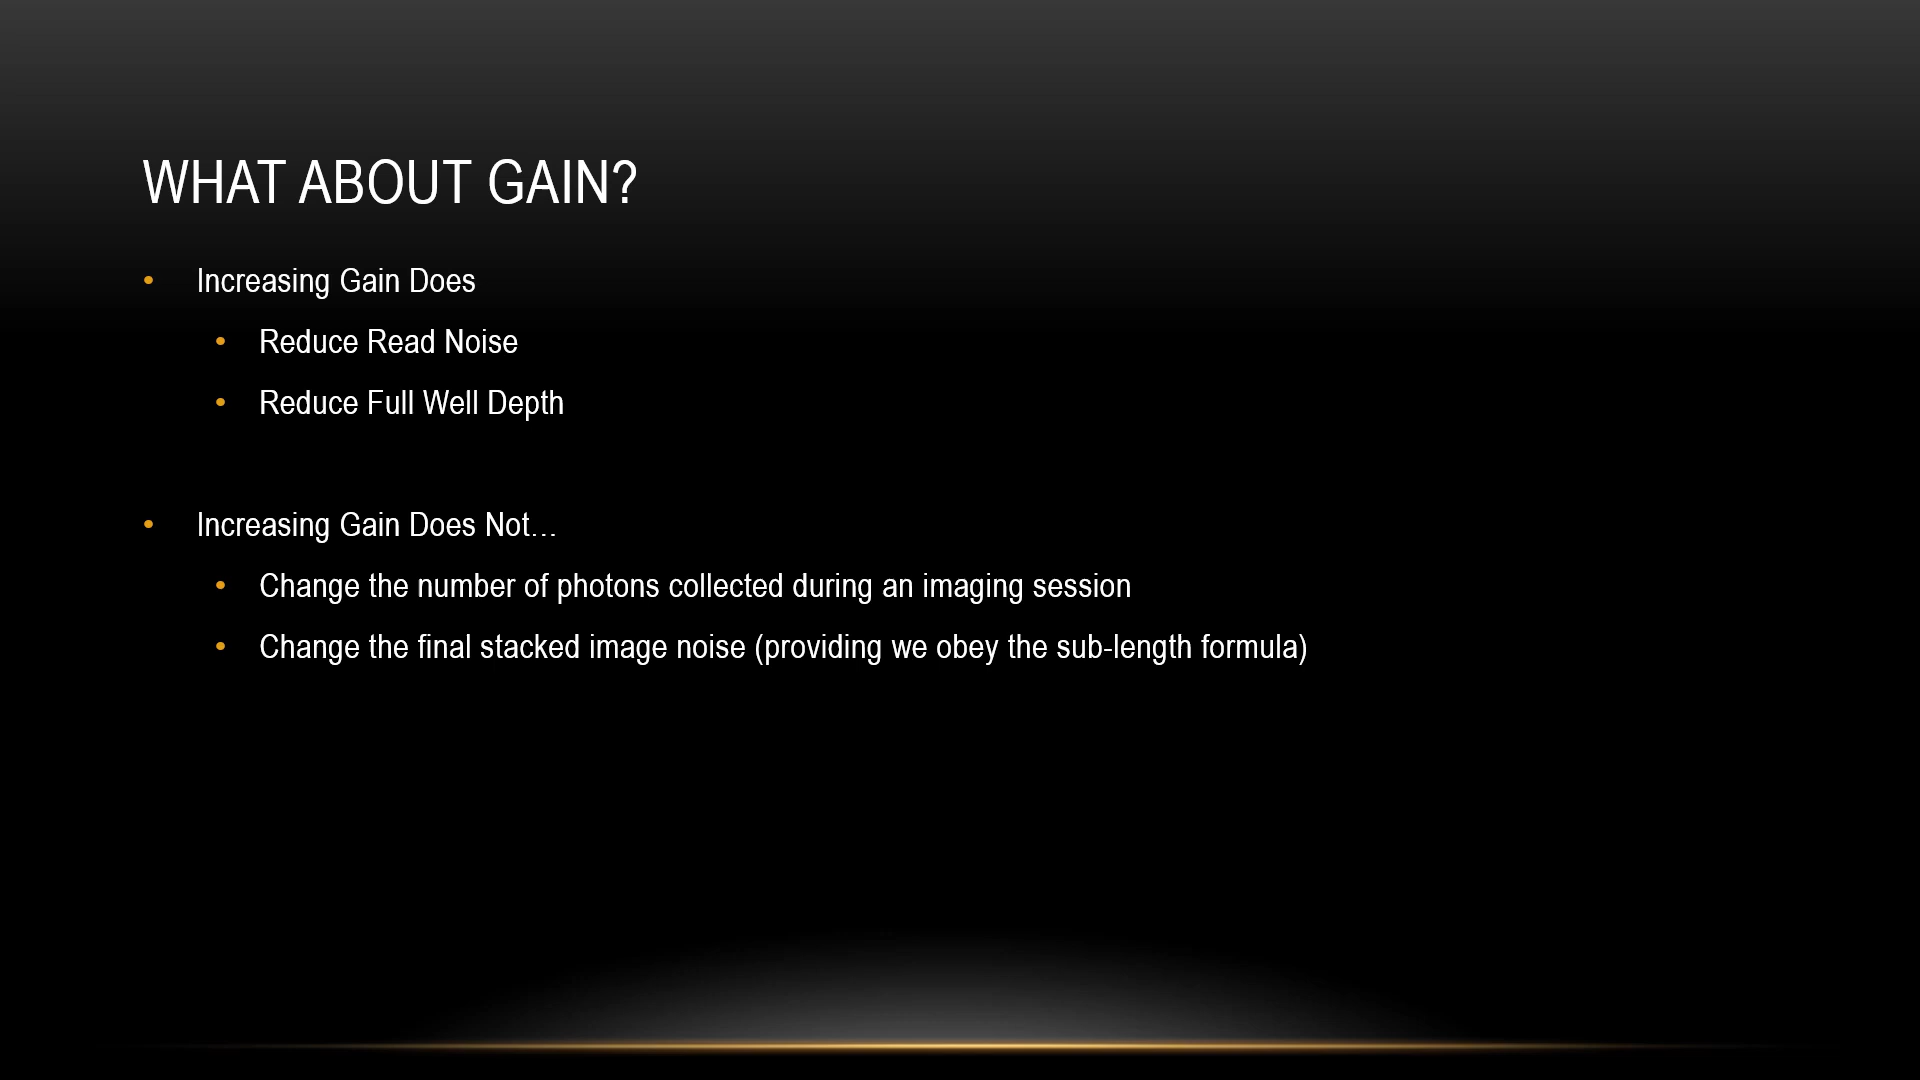 WHAT ABOUT GAIN?
• Increasing Gain Does
• Reduce Read Noise
• Reduce Full Well Depth
• Increasing Gain Does Not…
• Change the number of photons collected during an imaging session
• Change the final stacked image noise (providing we obey the sub-length formula)